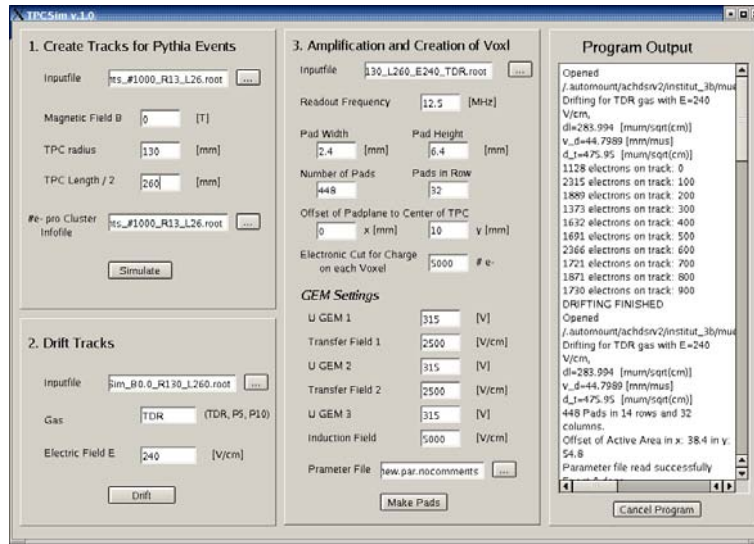 TPCSim v.1.0
1. Create Tracks for Pythia Events
Inputfile nts_#1000_R13_L26.root ...
Magnetic Field B 0 [T]
TPC radius 130 [mm]
TPC Length / 2 260 [mm]
#e- pro Cluster Infofile nts_#1000_R13_L26.root ...
Simulate
2. Drift Tracks
Inputfile Sim_B0.0_R130_L260.root ...
Gas TDR (TDR, P5, P10)
Electric Field E 240 [V/cm]
Drift
3. Amplification and Creation of Voxl
Inputfile 130_L260_E240_TDR.root ...
Readout Frequency 12.5 [MHz]
Pad Width Pad Height
2.4 [mm] 6.4 [mm]
Number of Pads Pads in Row
448 32
Offset of Padplane to Center of TPC
0 x [mm] 10 y [mm]
Electronic Cut for Charge on each Voxel 5000 # e-
GEM Settings
U GEM 1 315 [V]
Transfer Field 1 2500 [V/cm]
U GEM 2 315 [V]
Transfer Field 2 2500 [V/cm]
U GEM 3 315 [V]
Induction Field 5000 [V/cm]
Prameter File new.par.nocomments ...
Make Pads
Program Output
Opened
/.automount/achdsrv2/institut_3b/mue
Drifting for TDR gas with E=240
V/cm,
dl=283.994 [mum/sqrt(cm)]
v_d=44.7989 [mm/mus]
d_t=475.95 [mum/sqrt(cm)]
1128 electrons on track: 0
2315 electrons on track: 100
1889 electrons on track: 200
1373 electrons on track: 300
1632 electrons on track: 400
1691 electrons on track: 500
2366 electrons on track: 600
1721 electrons on track: 700
1871 electrons on track: 800
1730 electrons on track: 900
DRIFTING FINISHED
Opened
/.automount/achdsrv2/institut_3b/mue
Drifting for TDR gas with E=240
V/cm,
dl=283.994 [mum/sqrt(cm)]
v_d=44.7989 [mm/mus]
d_t=475.95 [mum/sqrt(cm)]
448 Pads in 14 rows and 32
columns.
Offset of Active Area in x: 38.4 in y:
54.8
Parameter file read successfully
Cancel Program